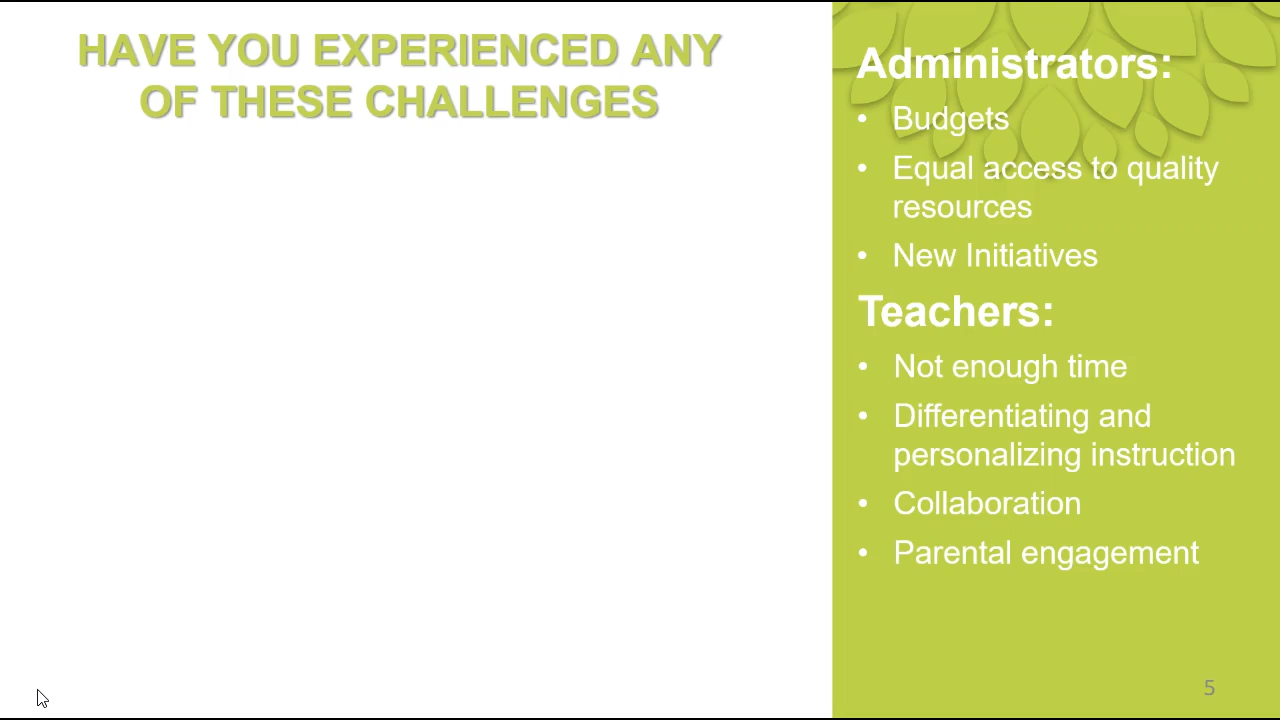 HAVE YOU EXPERIENCED ANY
OF THESE CHALLENGES
Administrators:
• Budgets
• Equal access to quality
resources
• New Initiatives
Teachers:
• Not enough time
• Differentiating and
personalizing instruction
• Collaboration
• Parental engagement
5